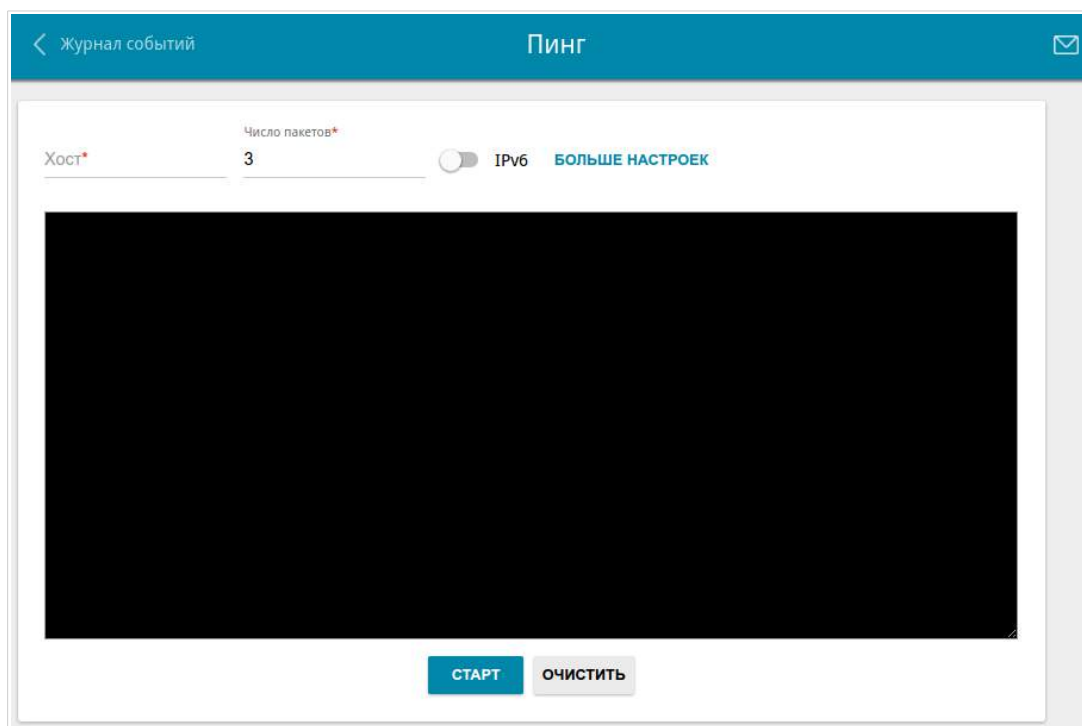 Журнал событий
Пинг
Число пакетов*
Хост*
3
IPv6
БОЛЬШЕ НАСТРОЕК
СТАРТ
ОЧИСТИТЬ